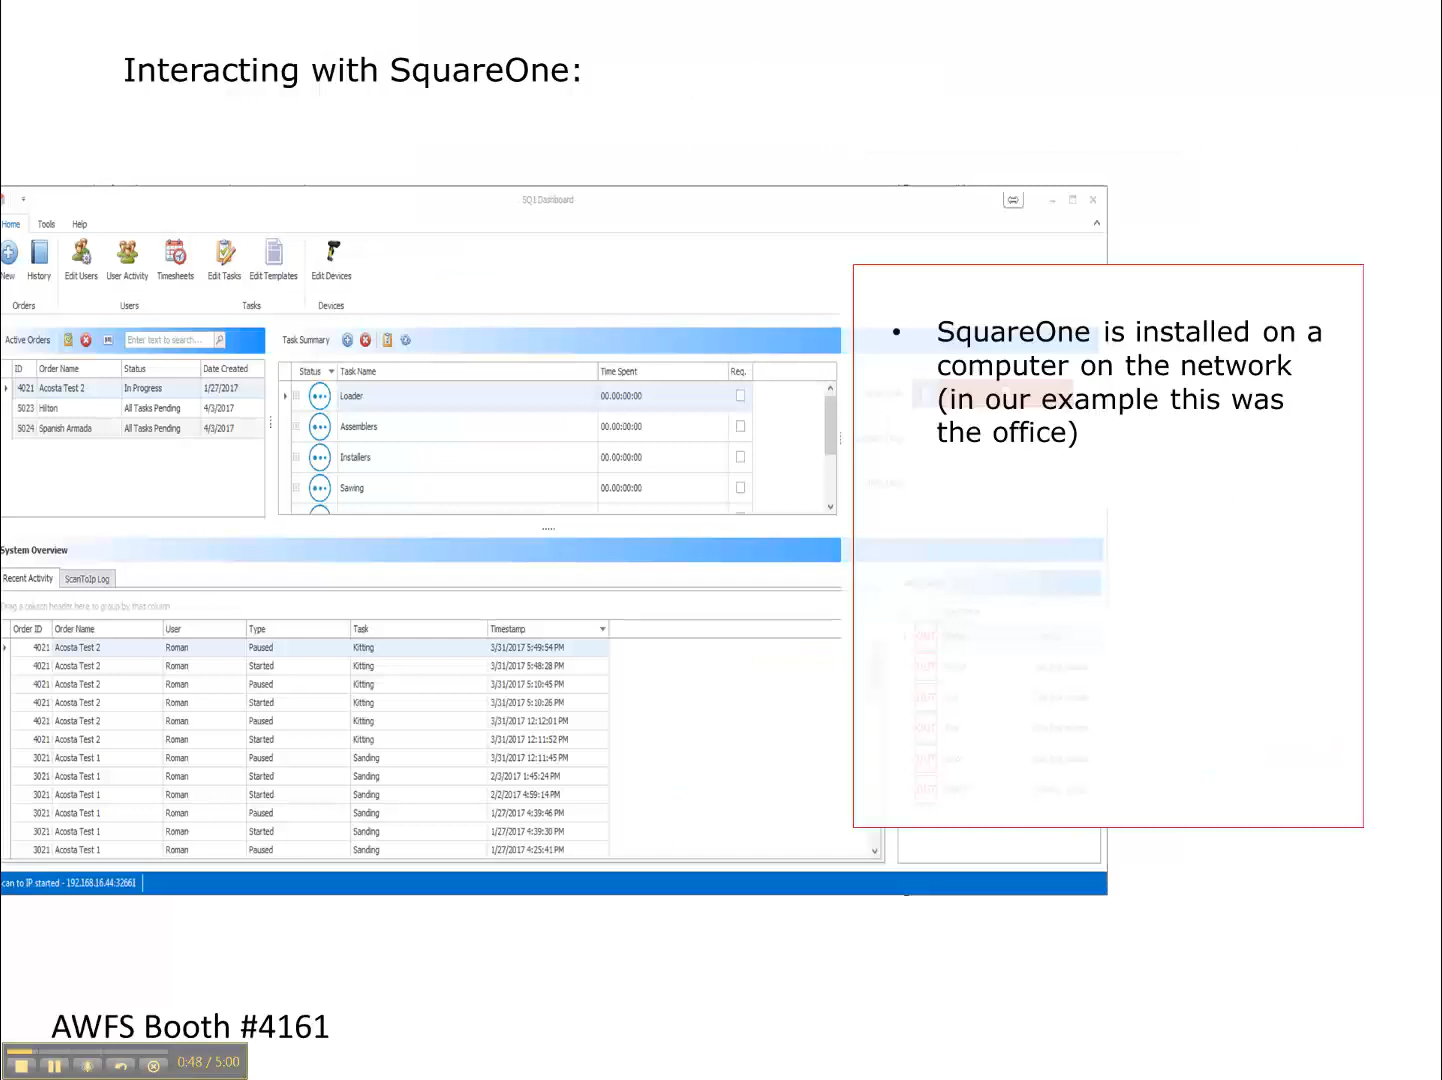 Interacting with SquareOne:
SQ1 Dashboard
Home Tools Help
New History Edit Users User Activity Timesheets Edit Tasks Edit Templates Edit Devices
Orders Users Tasks Devices
Active Orders Enter text to search...
Task Summary
ID Order Name Status Date Created
4021 Acosta Test 2 In Progress 1/27/2017
5023 Hilton All Tasks Pending 4/3/2017
5024 Spanish Armada All Tasks Pending 4/3/2017
Status Task Name Time Spent Req.
Loader 00.00:00:00
Assemblers 00.00:00:00
Installers 00.00:00:00
Sawing 00.00:00:00
• SquareOne is installed on a
computer on the network
(in our example this was
the office)
System Overview
Recent Activity ScanToIp Log
Drag a column header here to group by that column
Order ID Order Name User Type Task Timestamp
4021 Acosta Test 2 Roman Paused Kitting 3/31/2017 5:49:54 PM
4021 Acosta Test 2 Roman Started Kitting 3/31/2017 5:48:28 PM
4021 Acosta Test 2 Roman Paused Kitting 3/31/2017 5:10:45 PM
4021 Acosta Test 2 Roman Started Kitting 3/31/2017 5:10:26 PM
4021 Acosta Test 2 Roman Paused Kitting 3/31/2017 12:12:01 PM
4021 Acosta Test 2 Roman Started Kitting 3/31/2017 12:11:52 PM
3021 Acosta Test 1 Roman Paused Sanding 3/31/2017 12:11:45 PM
3021 Acosta Test 1 Roman Started Sanding 2/3/2017 1:45:24 PM
3021 Acosta Test 1 Roman Started Sanding 2/2/2017 4:59:14 PM
3021 Acosta Test 1 Roman Paused Sanding 1/27/2017 4:39:46 PM
3021 Acosta Test 1 Roman Started Sanding 1/27/2017 4:39:30 PM
3021 Acosta Test 1 Roman Paused Sanding 1/27/2017 4:25:41 PM
OUT
OUT
OUT
OUT
OUT
OUT
can to IP started - 192.168.16.44:32661
AWFS Booth #4161
0:48 / 5:00